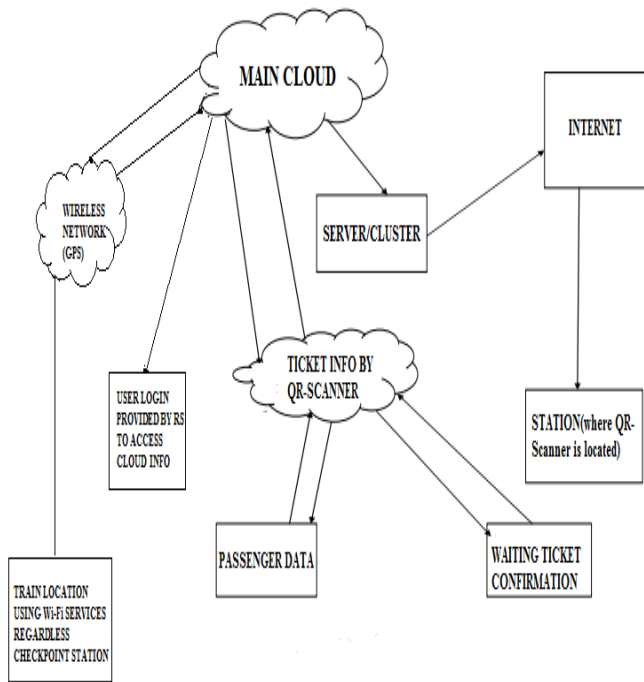 MAIN CLOUD
INTERNET
WIRELESS
NETWORK
(GPS)
SERVER/CLUSTER
TICKET INFO BY
QR-SCANNER
USER LOGIN
PROVIDED BY RS
TO ACCESS
CLOUD INFO
STATION(where QR-
Scanner is located)
PASSENGER DATA
WAITING TICKET
CONFIRMATION
TRAIN LOCATION
USING Wi-Fi SERVICES
REGARDLESS
CHECKPOINT STATION